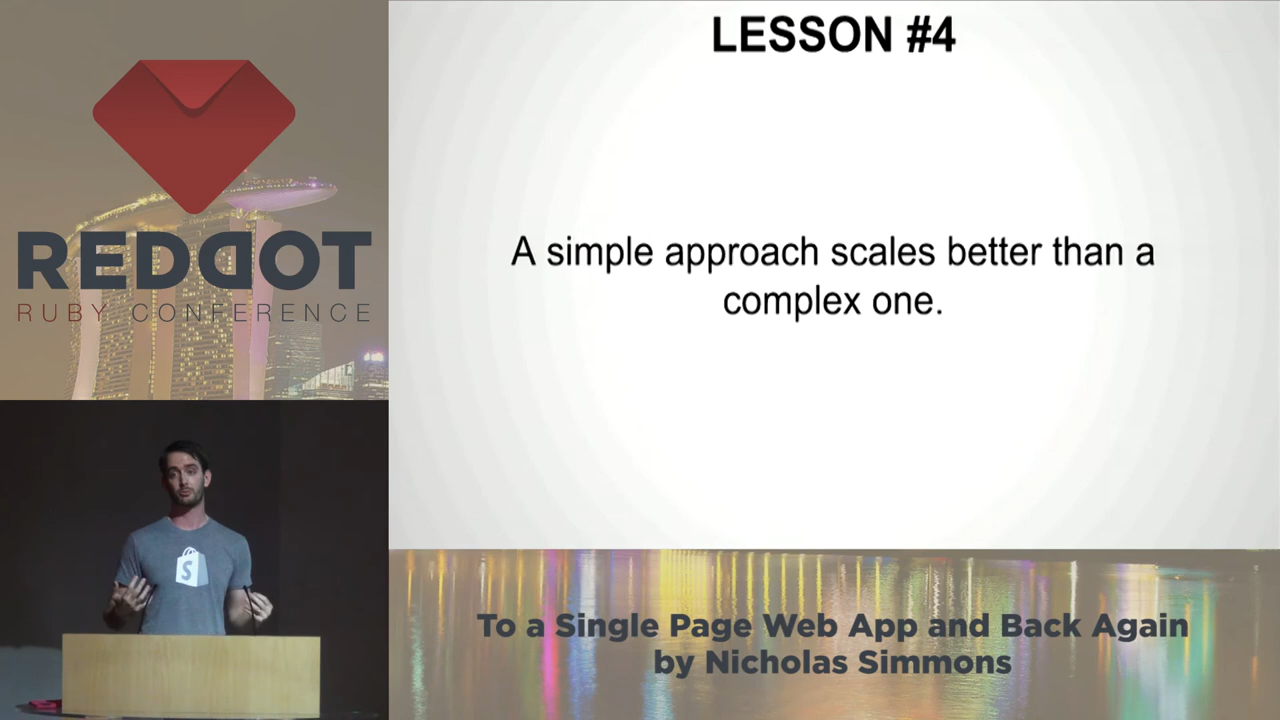 REDDOT
RUBY CONFERENCE
LESSON #4
A simple approach scales better than a
complex one.
S
To a Single Page Web App and Back Again
by Nicholas Simmons